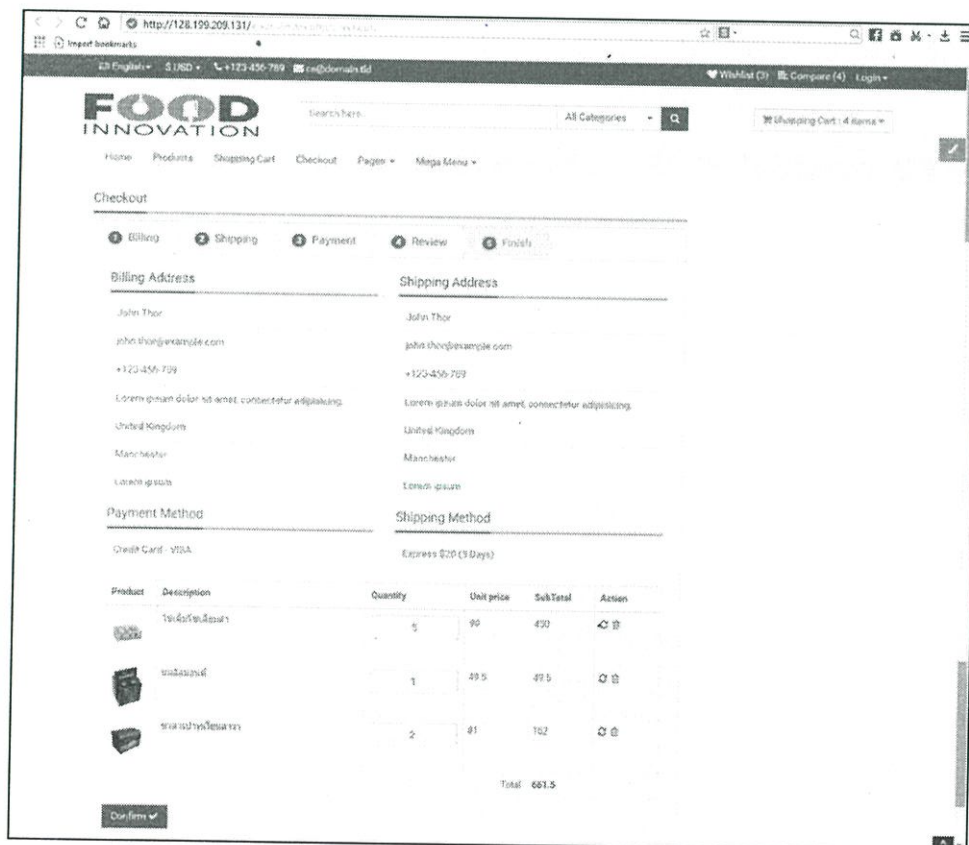 http://128.199.209.131/
Import bookmarks
English $ USD +123-456-789 cs@domain.tld Wishlist (3) Compare (4) Login
FOOD
INNOVATION
Search here All Categories
Shopping Cart : 4 items
Home Products Shopping Cart Checkout Pages Mega Menu
Checkout
1 Billing 2 Shipping 3 Payment 4 Review 5 Finish
Billing Address Shipping Address
John Thor John Thor
john.thor@example.com john.thor@example.com
+123-456-789 +123-456-789
Lorem ipsum dolor sit amet, consectetur adipisicing. Lorem ipsum dolor sit amet, consectetur adipisicing.
United Kingdom United Kingdom
Manchester Manchester
Lorem ipsum Lorem ipsum
Payment Method Shipping Method
Credit Card - VISA Express $20 (3 Days)
Product Description Quantity Unit price SubTotal Action
5 90 450
1 49.5 49.5
2 81 162
Total 661.5
Confirm